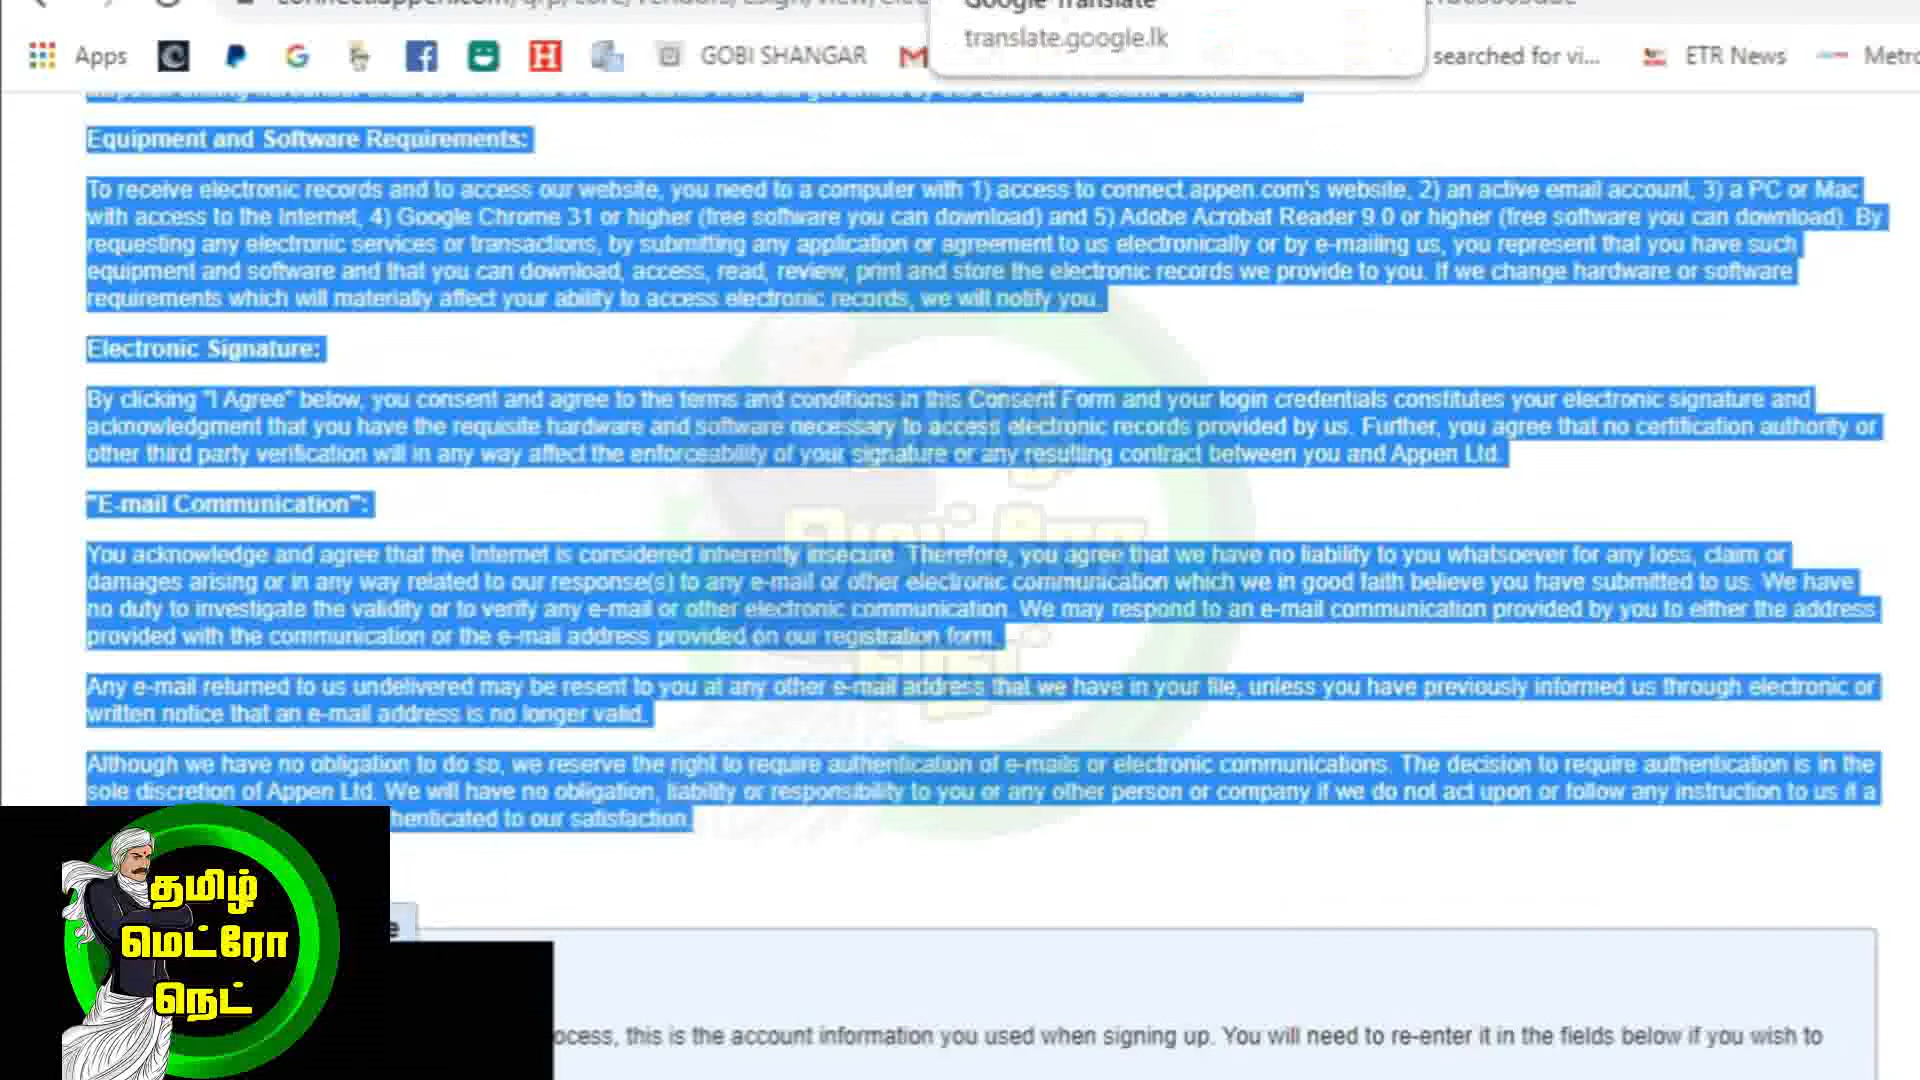 Google Translate
translate.google.lk
Apps
GOBI SHANGAR
searched for vi...
ETR News
Metro
Equipment and Software Requirements:
To receive electronic records and to access our website, you need to a computer with 1) access to connect.appen.com's website, 2) an active email account, 3) a PC or Mac
with access to the Internet, 4) Google Chrome 31 or higher (free software you can download) and 5) Adobe Acrobat Reader 9.0 or higher (free software you can download). By
requesting any electronic services or transactions, by submitting any application or agreement to us electronically or by e-mailing us, you represent that you have such
equipment and software and that you can download, access, read, review, print and store the electronic records we provide to you. If we change hardware or software
requirements which will materially affect your ability to access electronic records, we will notify you.
Electronic Signature:
By clicking "I Agree" below, you consent and agree to the terms and conditions in this Consent Form and your login credentials constitutes your electronic signature and
acknowledgment that you have the requisite hardware and software necessary to access electronic records provided by us. Further, you agree that no certification authority or
other third party verification will in any way affect the enforceability of your signature or any resulting contract between you and Appen Ltd.
"E-mail Communication":
You acknowledge and agree that the Internet is considered inherently insecure. Therefore, you agree that we have no liability to you whatsoever for any loss, claim or
damages arising or in any way related to our response(s) to any e-mail or other electronic communication which we in good faith believe you have submitted to us. We have
no duty to investigate the validity or to verify any e-mail or other electronic communication. We may respond to an e-mail communication provided by you to either the address
provided with the communication or the e-mail address provided on our registration form.
Any e-mail returned to us undelivered may be resent to you at any other e-mail address that we have in your file, unless you have previously informed us through electronic or
written notice that an e-mail address is no longer valid.
Although we have no obligation to do so, we reserve the right to require authentication of e-mails or electronic communications. The decision to require authentication is in the
sole discretion of Appen Ltd. We will have no obligation, liability or responsibility to you or any other person or company if we do not act upon or follow any instruction to us if a
henticated to our satisfaction.
தமிழ்
மெட்ரோ
நெட்
ocess, this is the account information you used when signing up. You will need to re-enter it in the fields below if you wish to